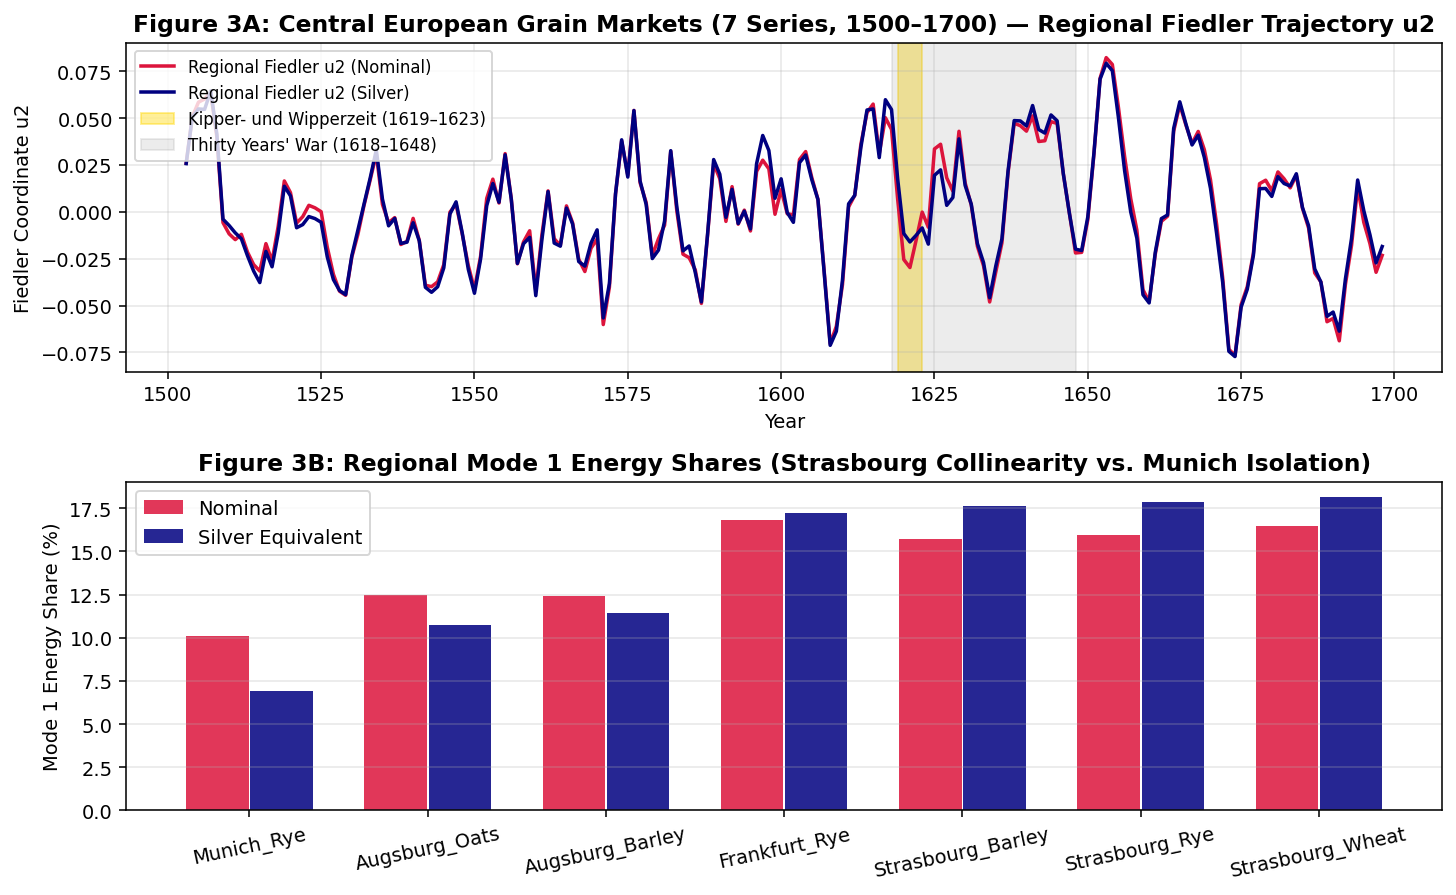 Figure 3A: Central European Grain Markets (7 Series, 1500–1700) — Regional Fiedler Trajectory u2
Regional Fiedler u2 (Nominal)
Regional Fiedler u2 (Silver)
Kipper- und Wipperzeit (1619–1623)
Thirty Years' War (1618–1648)
Fiedler Coordinate u2
0.075
0.050
0.025
0.000
−0.025
−0.050
−0.075
1500 1525 1550 1575 1600 1625 1650 1675 1700
Year
Figure 3B: Regional Mode 1 Energy Shares (Strasbourg Collinearity vs. Munich Isolation)
Nominal
Silver Equivalent
Mode 1 Energy Share (%)
17.5
15.0
12.5
10.0
7.5
5.0
2.5
0.0
Munich_Rye Augsburg_Oats Augsburg_Barley Frankfurt_Rye Strasbourg_Barley Strasbourg_Rye Strasbourg_Wheat